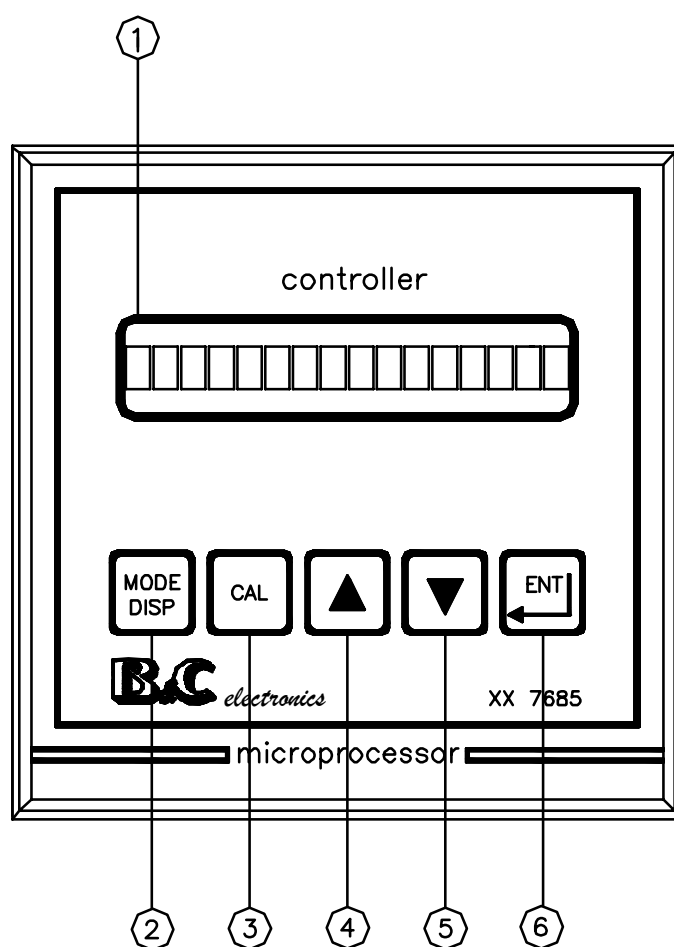 1
controller
MODE
DISP
CAL
ENT
B&C electronics
XX 7685
microprocessor
2
3
4
5
6